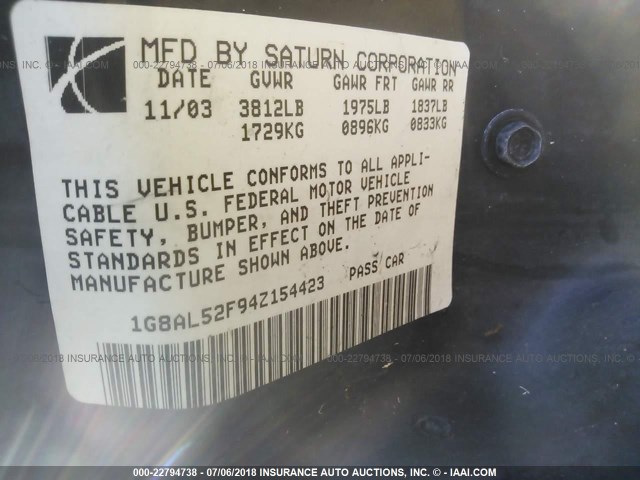 MFD BY SATURN CORPORATION
DATE GVWR GAWR FRT GAWR RR
11/03 3812LB 1975LB 1837LB
1729KG 0896KG 0833KG
THIS VEHICLE CONFORMS TO ALL APPLI-
CABLE U.S. FEDERAL MOTOR VEHICLE
SAFETY, BUMPER, AND THEFT PREVENTION
STANDARDS IN EFFECT ON THE DATE OF
MANUFACTURE SHOWN ABOVE.
1G8AL52F94Z154423 PASS CAR
000-22794738 - 07/06/2018 INSURANCE AUTO AUCTIONS, INC. - © IAAI.COM